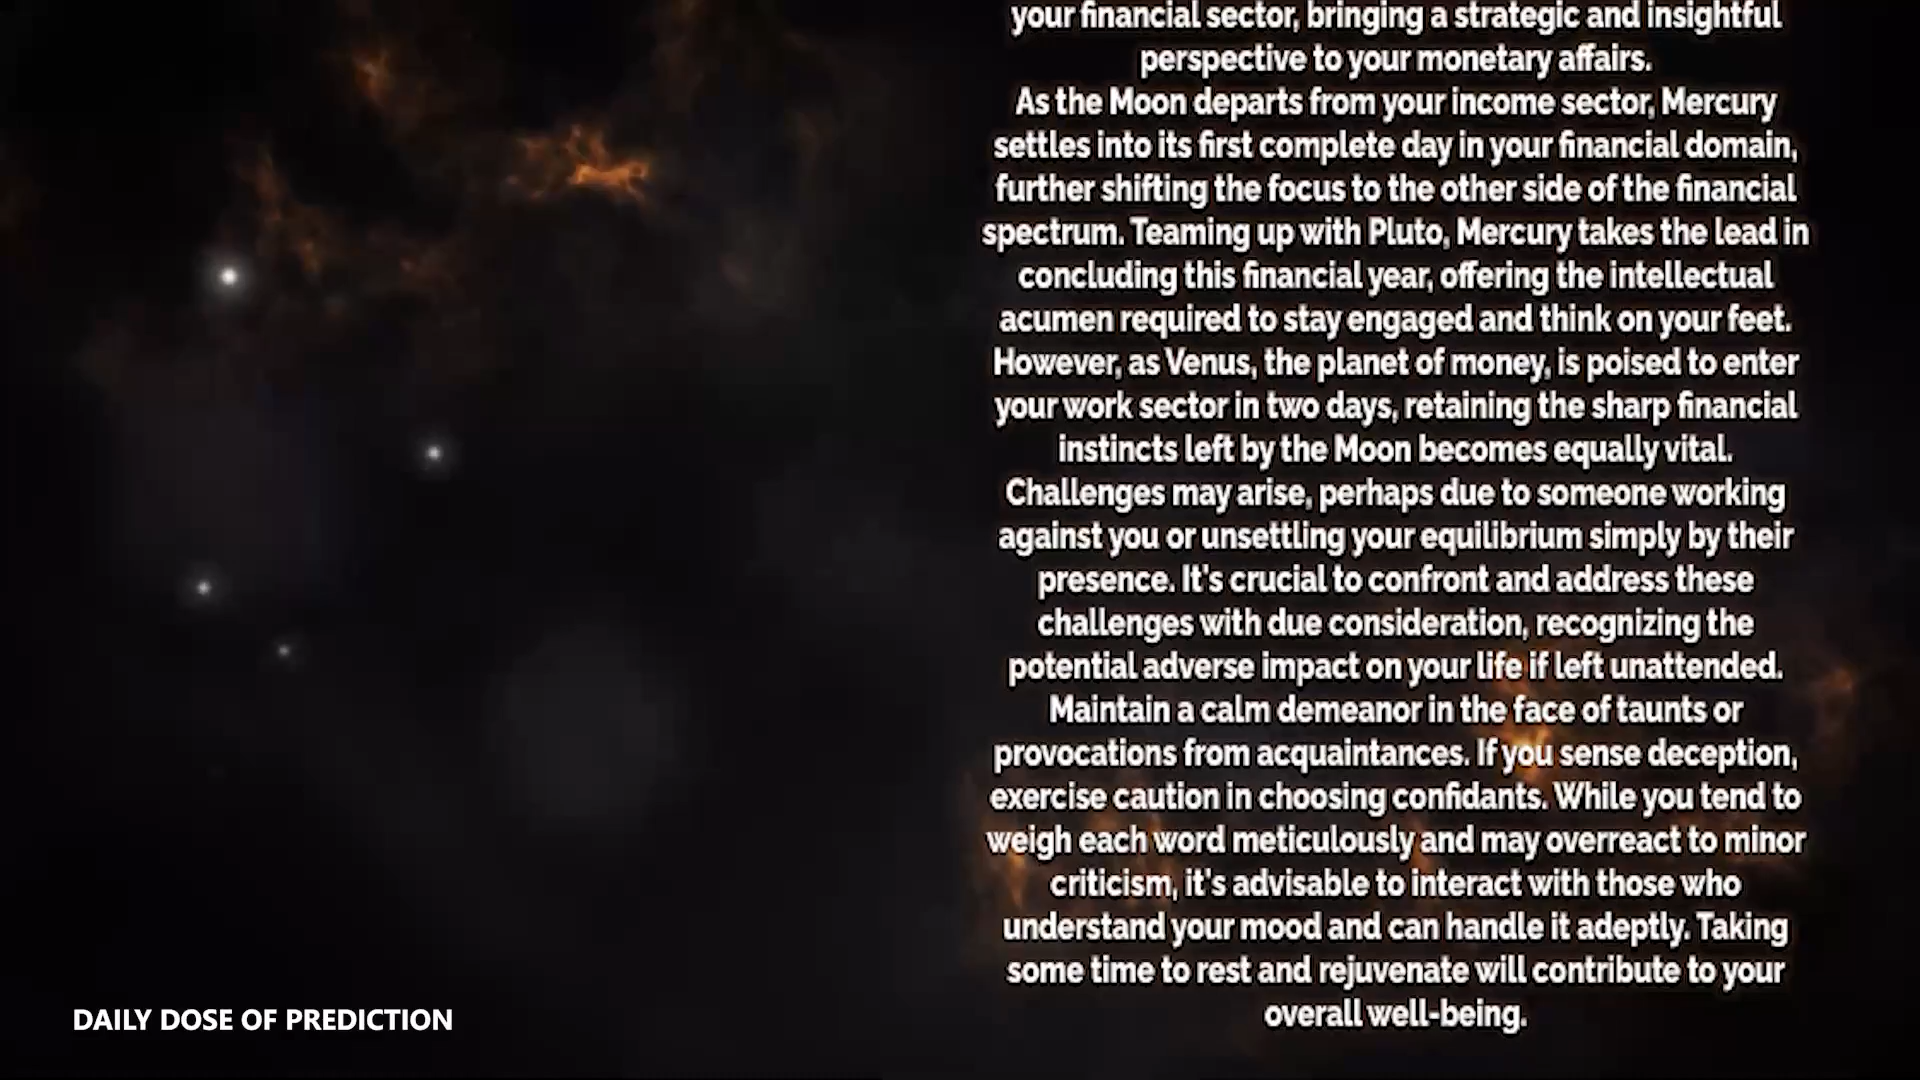 your financial sector, bringing a strategic and insightful
perspective to your monetary affairs.
As the Moon departs from your income sector, Mercury
settles into its first complete day in your financial domain,
further shifting the focus to the other side of the financial
spectrum. Teaming up with Pluto, Mercury takes the lead in
concluding this financial year, offering the intellectual
acumen required to stay engaged and think on your feet.
However, as Venus, the planet of money, is poised to enter
your work sector in two days, retaining the sharp financial
instincts left by the Moon becomes equally vital.
Challenges may arise, perhaps due to someone working
against you or unsettling your equilibrium simply by their
presence. It's crucial to confront and address these
challenges with due consideration, recognizing the
potential adverse impact on your life if left unattended.
Maintain a calm demeanor in the face of taunts or
provocations from acquaintances. If you sense deception,
exercise caution in choosing confidants. While you tend to
weigh each word meticulously and may overreact to minor
criticism, it's advisable to interact with those who
understand your mood and can handle it adeptly. Taking
some time to rest and rejuvenate will contribute to your
overall well-being.
DAILY DOSE OF PREDICTION